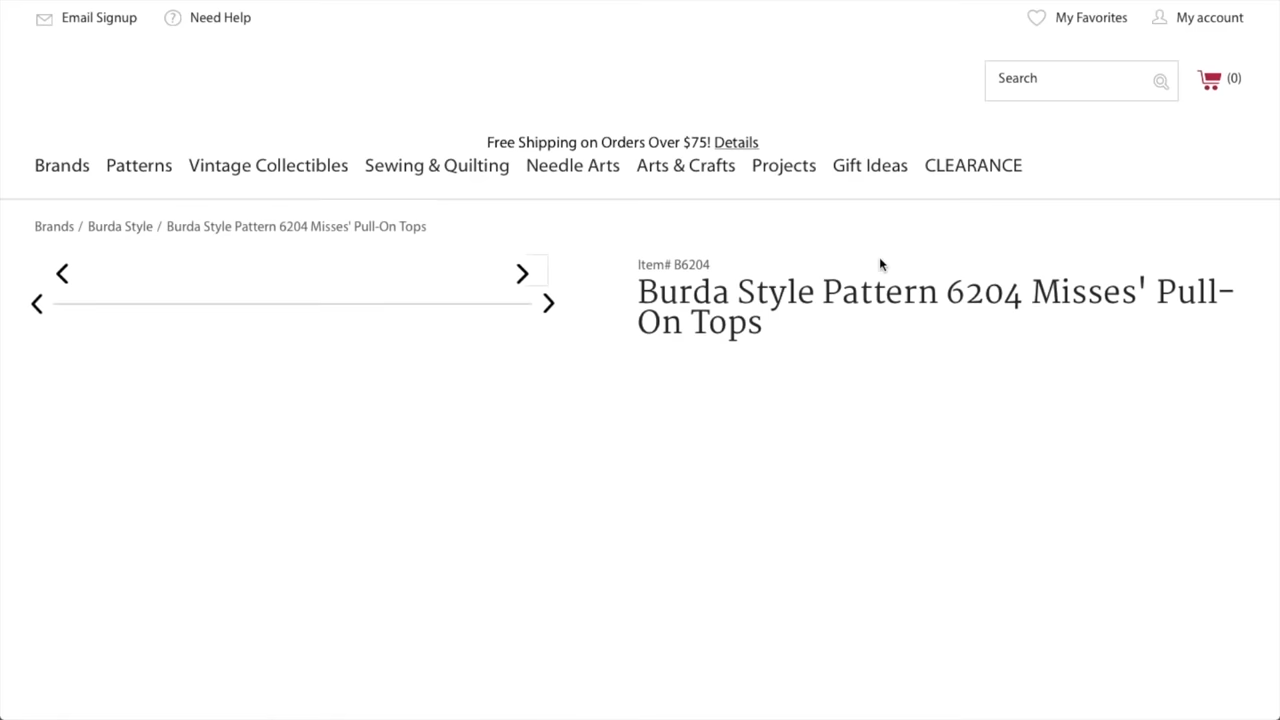 Email Signup Need Help My Favorites My account
Search (0)
Free Shipping on Orders Over $75! Details
Brands Patterns Vintage Collectibles Sewing & Quilting Needle Arts Arts & Crafts Projects Gift Ideas CLEARANCE
Brands / Burda Style / Burda Style Pattern 6204 Misses' Pull-On Tops
Item# B6204
Burda Style Pattern 6204 Misses' Pull-
On Tops